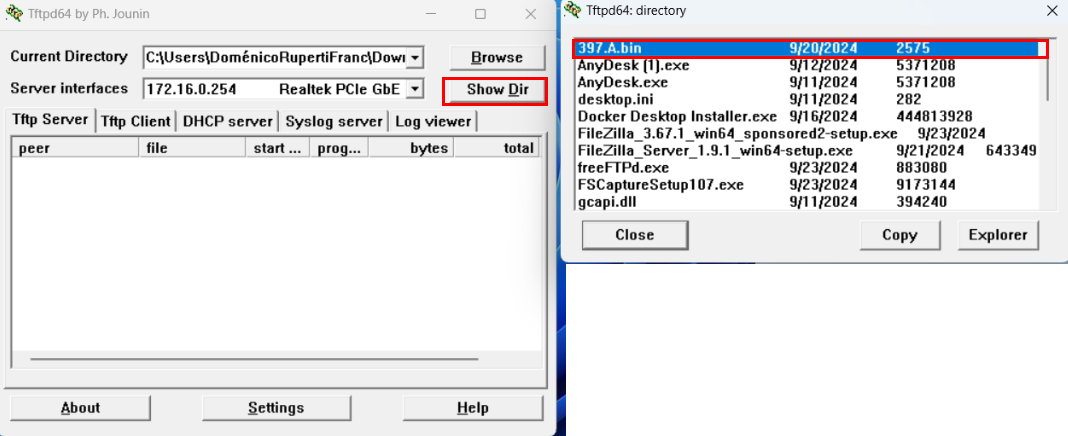 Tftpd64 by Ph. Jounin
Current Directory C:\Users\DoménicoRupertiFranc\Dow Browse
Server interfaces 172.16.0.254 Realtek PCIe GbE Show Dir
Tftp Server Tftp Client DHCP server Syslog server Log viewer
peer file start ... prog... bytes total
About Settings Help
Tftpd64: directory
397.A.bin 9/20/2024 2575
AnyDesk (1).exe 9/12/2024 5371208
AnyDesk.exe 9/11/2024 5371208
desktop.ini 9/11/2024 282
Docker Desktop Installer.exe 9/16/2024 444813928
FileZilla_3.67.1_win64_sponsored2-setup.exe 9/23/2024
FileZilla_Server_1.9.1_win64-setup.exe 9/21/2024 643349
freeFTPd.exe 9/23/2024 883080
FSCaptureSetup107.exe 9/23/2024 9173144
gcapi.dll 9/11/2024 394240
Close Copy Explorer